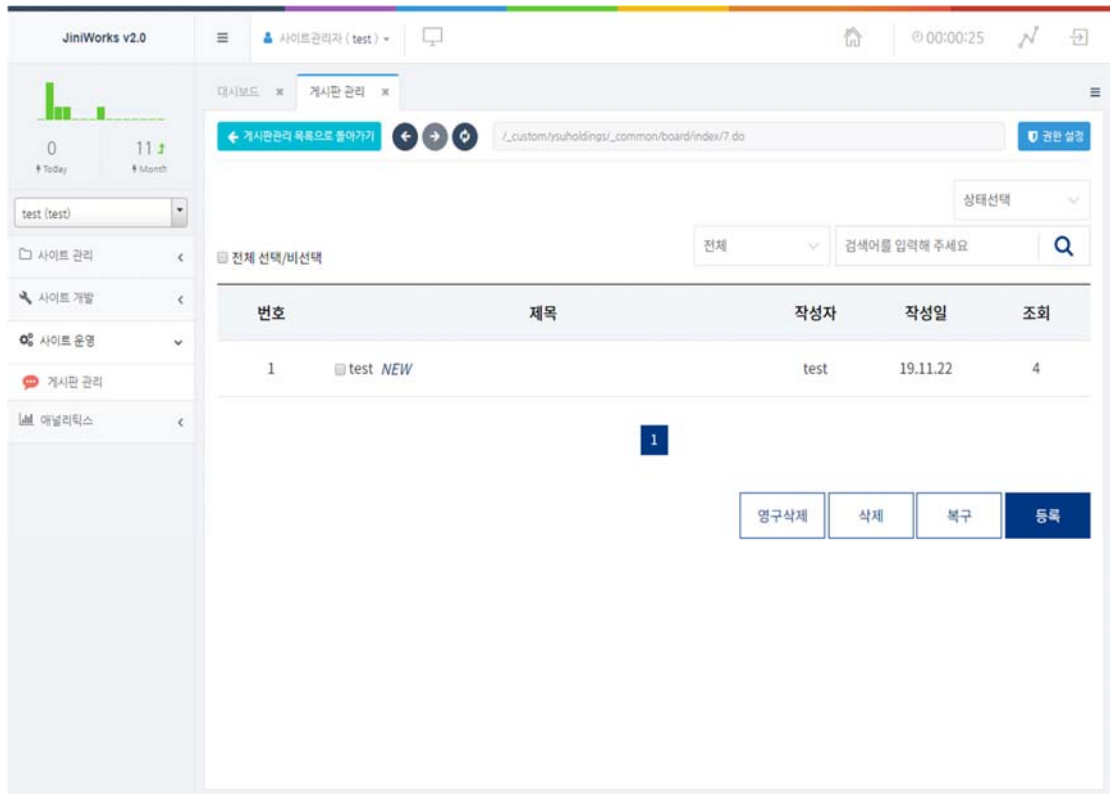 JiniWorks v2.0
사이트관리자 ( test )
00:00:25
대시보드
게시판 관리
게시판관리 목록으로 돌아가기
/_custom/ysuholdings/_common/board/index/7.do
권한 설정
0
11
Today
Month
test (test)
사이트 관리
사이트 개발
사이트 운영
게시판 관리
애널리틱스
상태선택
전체 선택/비선택
전체
검색어를 입력해 주세요
번호 제목 작성자 작성일 조회
1 test NEW test 19.11.22 4
1
영구삭제 삭제 복구 등록